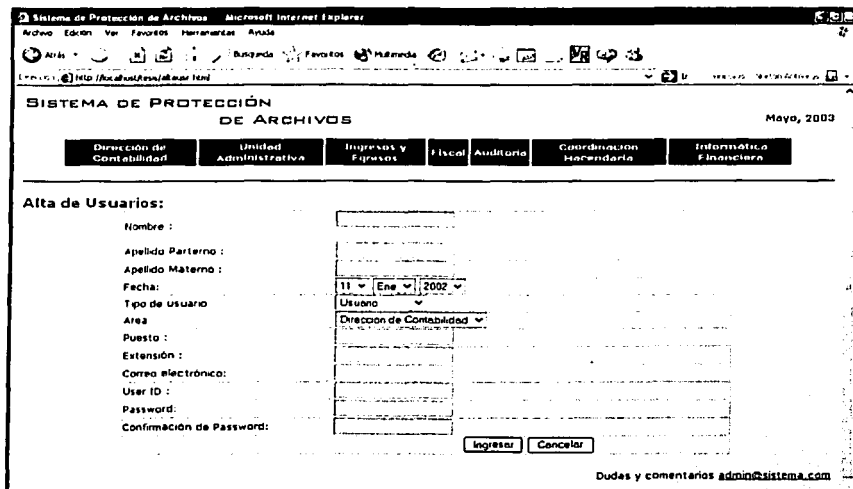 Sistema de Protección de Archivos Microsoft Internet Explorer
Archivo Edición Ver Favoritos Herramientas Ayuda
Atrás Busqueda Favoritos Multimedia
http://localhost/tesis/altausr.html Ir
SISTEMA DE PROTECCIÓN
DE ARCHIVOS
Mayo, 2003
Dirección de Contabilidad
Unidad Administrativa
Ingresos y Egresos
Fiscal
Auditoria
Coordinacion Hacendaria
Informática Financiera
Alta de Usuarios:
Nombre :
Apellido Parterno :
Apellido Materno :
Fecha: 11 Ene 2002
Tipo de Usuario Usuario
Area Dirección de Contabilidad
Puesto :
Extensión :
Correo electrónico:
User ID :
Password:
Confirmación de Password:
Ingresar Cancelar
Dudas y comentarios admin@sistema.com